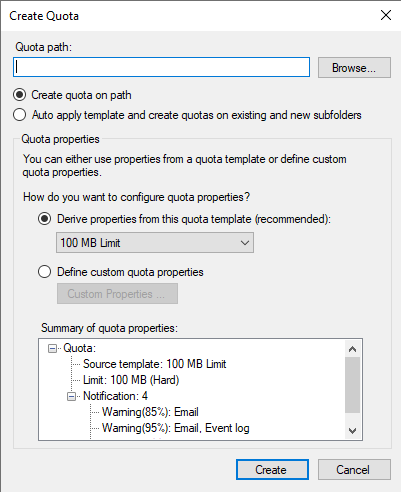 Create Quota
Quota path:
Browse...
Create quota on path
Auto apply template and create quotas on existing and new subfolders
Quota properties
You can either use properties from a quota template or define custom
quota properties.
How do you want to configure quota properties?
Derive properties from this quota template (recommended):
100 MB Limit
Define custom quota properties
Custom Properties ...
Summary of quota properties:
Quota:
Source template: 100 MB Limit
Limit: 100 MB (Hard)
Notification: 4
Warning(85%): Email
Warning(95%): Email, Event log
Create Cancel